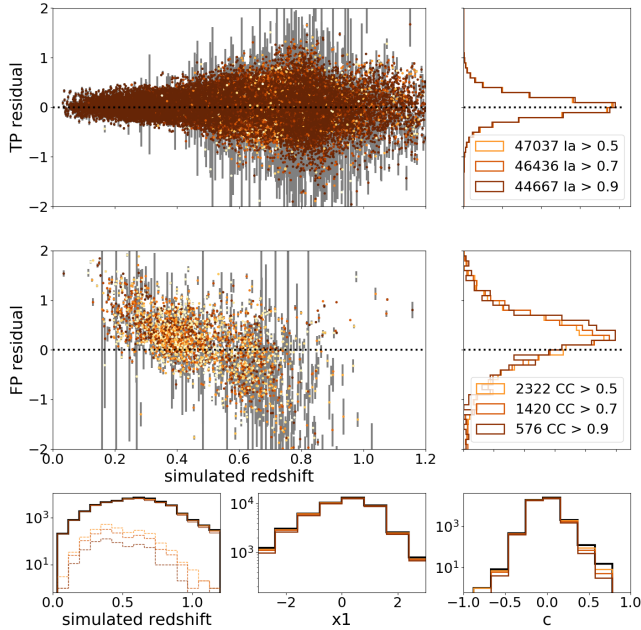 2
1
0
−1
−2
TP residual
47037 Ia > 0.5
46436 Ia > 0.7
44667 Ia > 0.9
2
1
0
−1
−2
FP residual
0.0 0.2 0.4 0.6 0.8 1.0 1.2
simulated redshift
2322 CC > 0.5
1420 CC > 0.7
576 CC > 0.9
10³
10¹
0.0 0.5 1.0
simulated redshift
10⁴
10³
−2 0 2
x1
10³
10¹
−1.0 −0.5 0.0 0.5 1.0
c